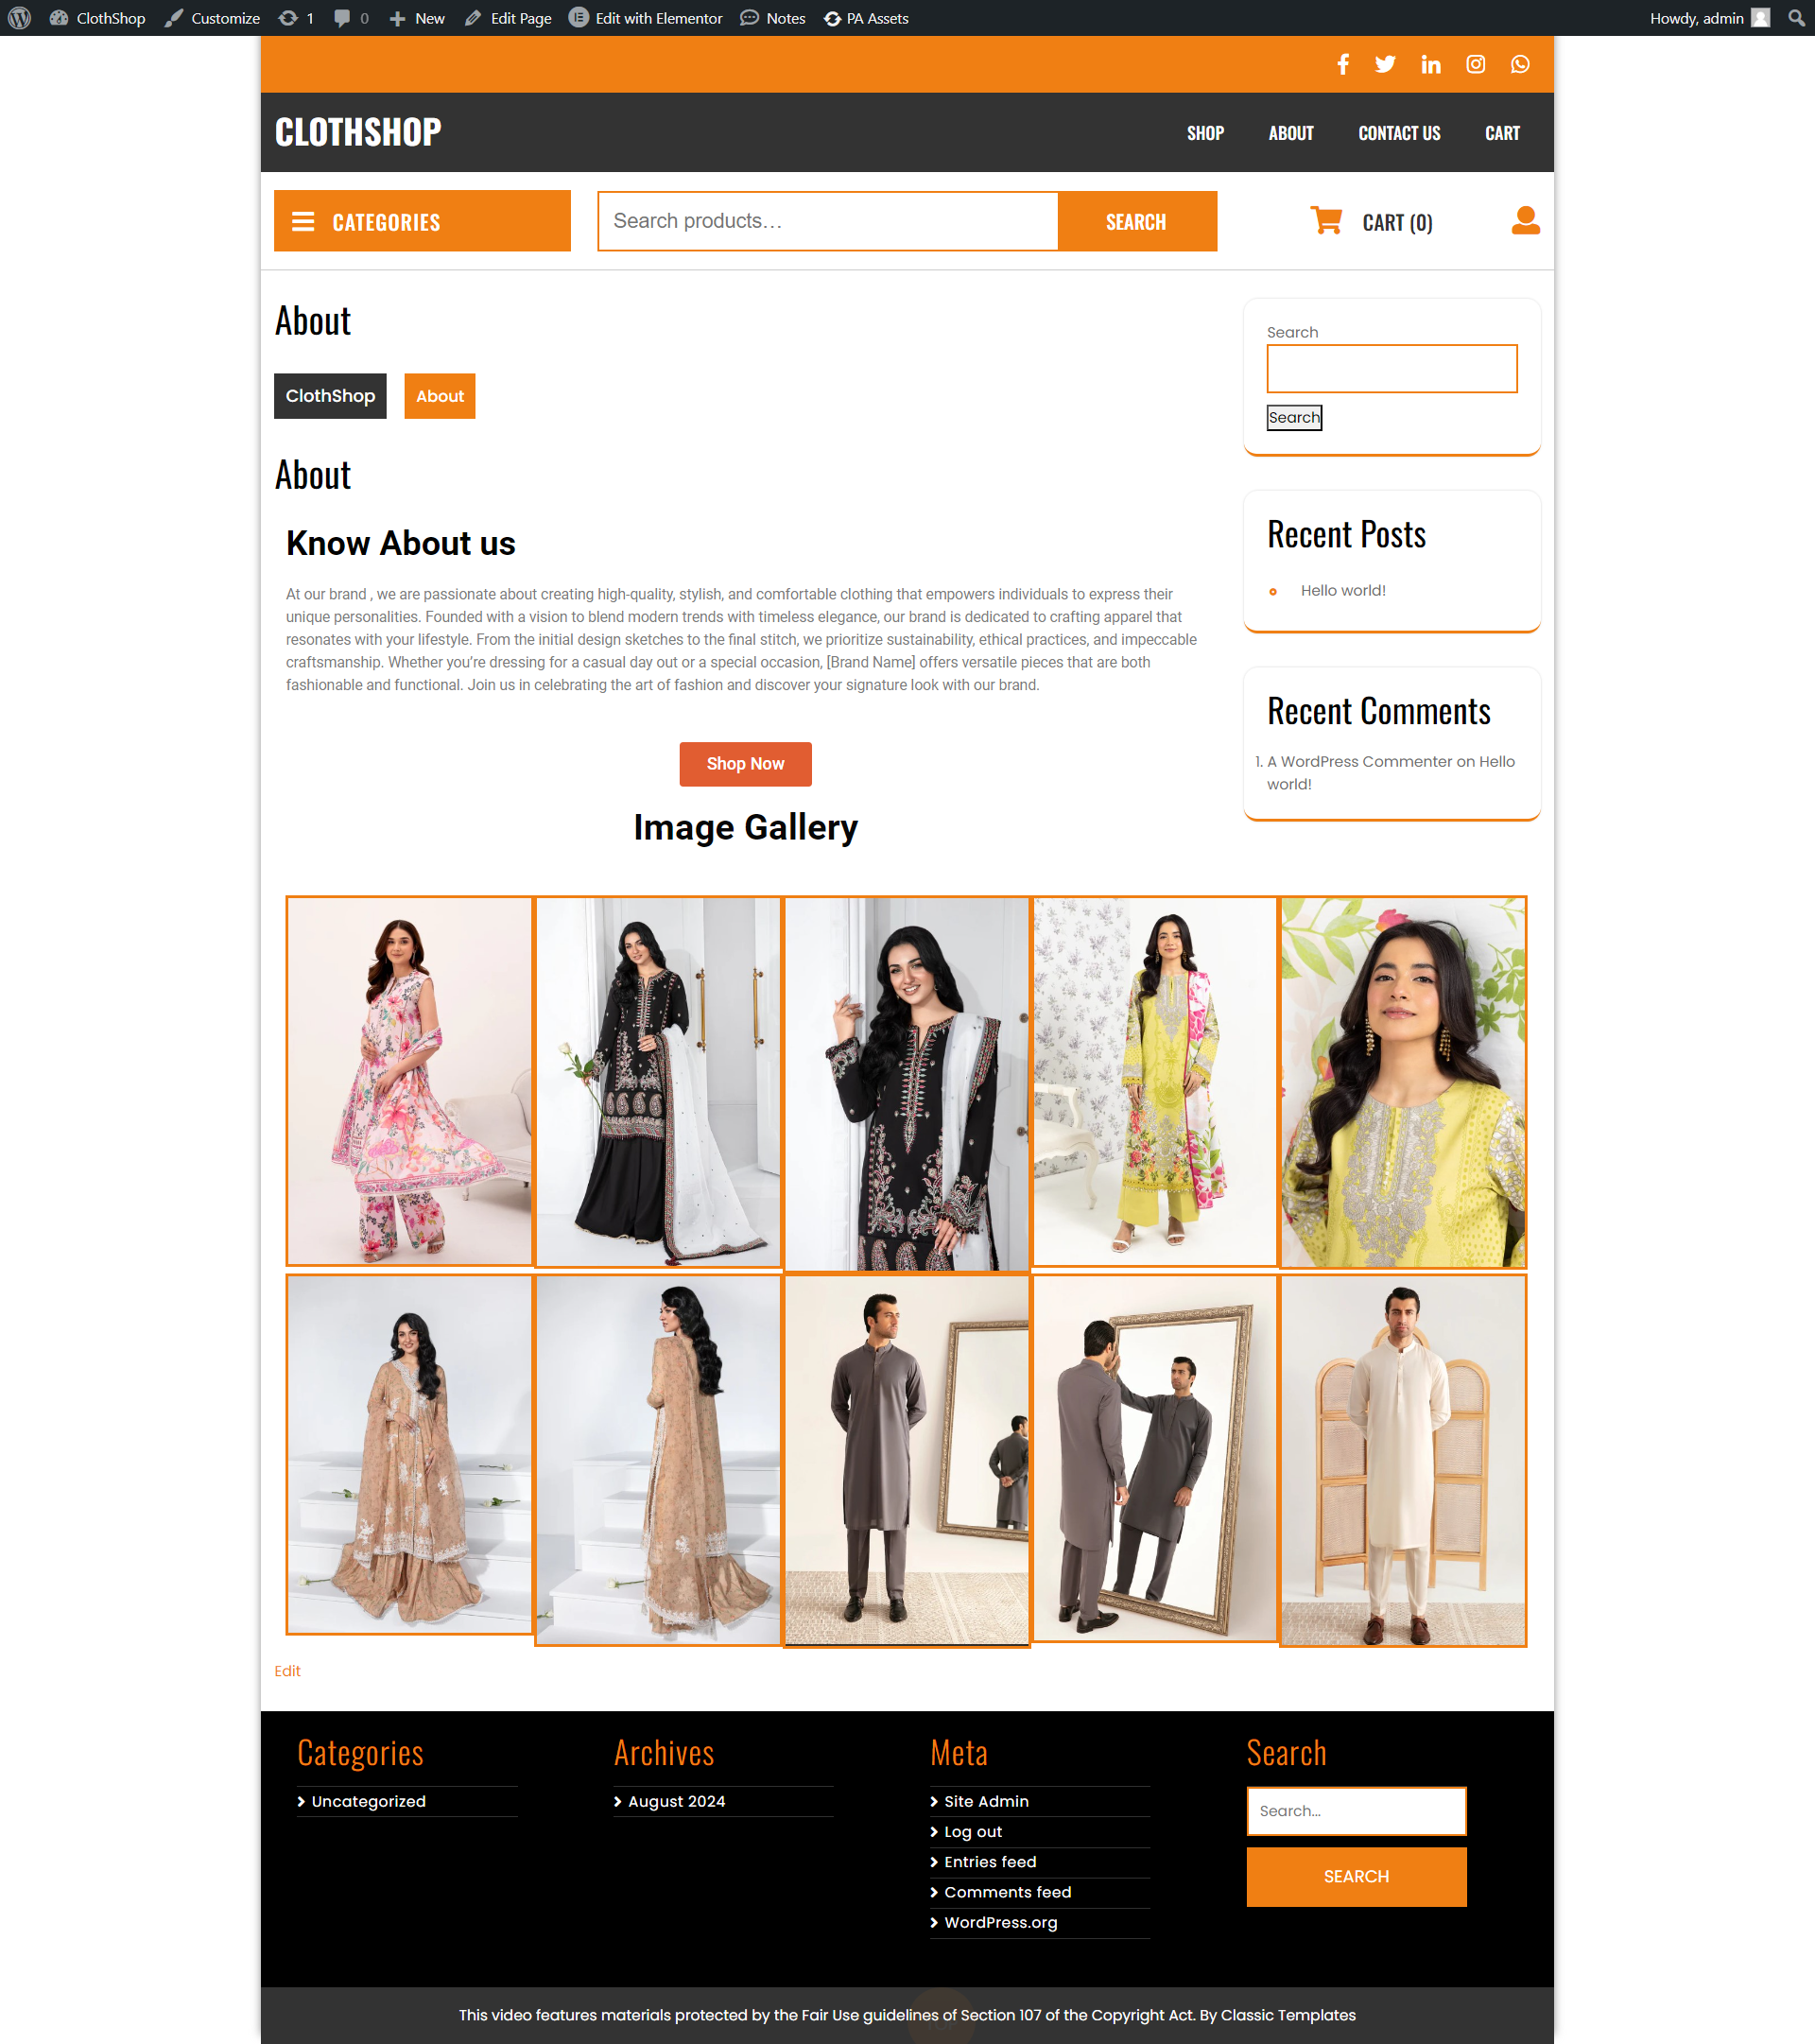 ClothShop Customize 1 0 New Edit Page Edit with Elementor Notes PA Assets Howdy, admin
CLOTHSHOP
SHOP ABOUT CONTACT US CART
CATEGORIES
Search products…
SEARCH
CART (0)
About
ClothShop About
About
Know About us
At our brand , we are passionate about creating high-quality, stylish, and comfortable clothing that empowers individuals to express their
unique personalities. Founded with a vision to blend modern trends with timeless elegance, our brand is dedicated to crafting apparel that
resonates with your lifestyle. From the initial design sketches to the final stitch, we prioritize sustainability, ethical practices, and impeccable
craftsmanship. Whether you’re dressing for a casual day out or a special occasion, [Brand Name] offers versatile pieces that are both
fashionable and functional. Join us in celebrating the art of fashion and discover your signature look with our brand.
Shop Now
Image Gallery
Search
Search
Recent Posts
Hello world!
Recent Comments
1. A WordPress Commenter on Hello
world!
Edit
Categories
Uncategorized
Archives
August 2024
Meta
Site Admin
Log out
Entries feed
Comments feed
WordPress.org
Search
Search...
SEARCH
This video features materials protected by the Fair Use guidelines of Section 107 of the Copyright Act. By Classic Templates